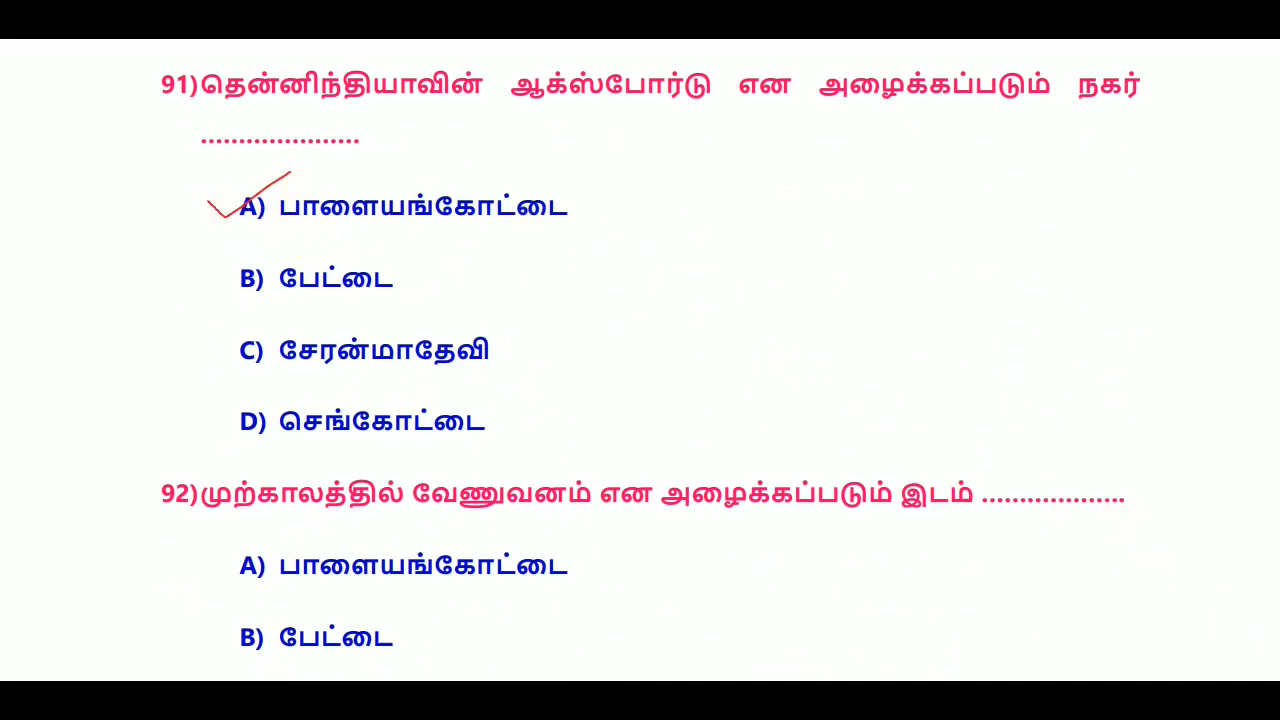 91)தென்னிந்தியாவின் ஆக்ஸ்போர்டு என அழைக்கப்படும் நகர்
.....................
A) பாளையங்கோட்டை
B) பேட்டை
C) சேரன்மாதேவி
D) செங்கோட்டை
92)முற்காலத்தில் வேணுவனம் என அழைக்கப்படும் இடம் ...................
A) பாளையங்கோட்டை
B) பேட்டை